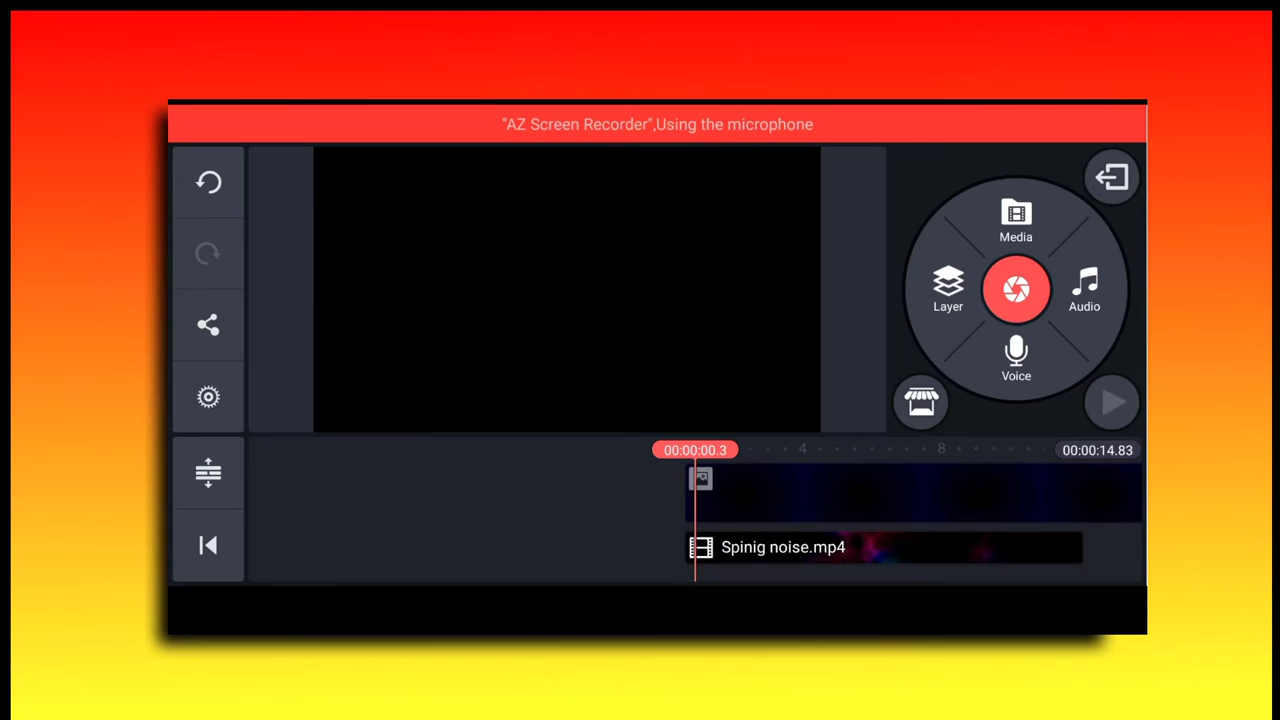 "AZ Screen Recorder",Using the microphone
Media
Layer
Audio
Voice
00:00:00.3
4
8
00:00:14.83
Spinig noise.mp4